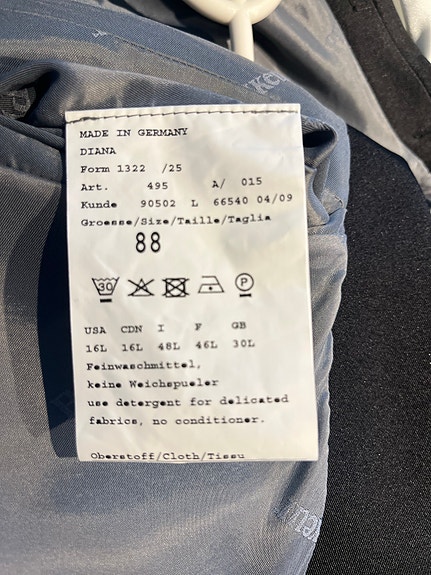 MADE IN GERMANY
DIANA
Form 1322 /25
Art. 495 A/ 015
Kunde 90502 L 66540 04/09
Groesse/Size/Taille/Taglia
88
30 P
USA CDN I F GB
16L 16L 48L 46L 30L
Feinwaschmittel,
keine Weichspueler
use detergent for delicated
fabrics, no conditioner.
Oberstoff/Cloth/Tissu